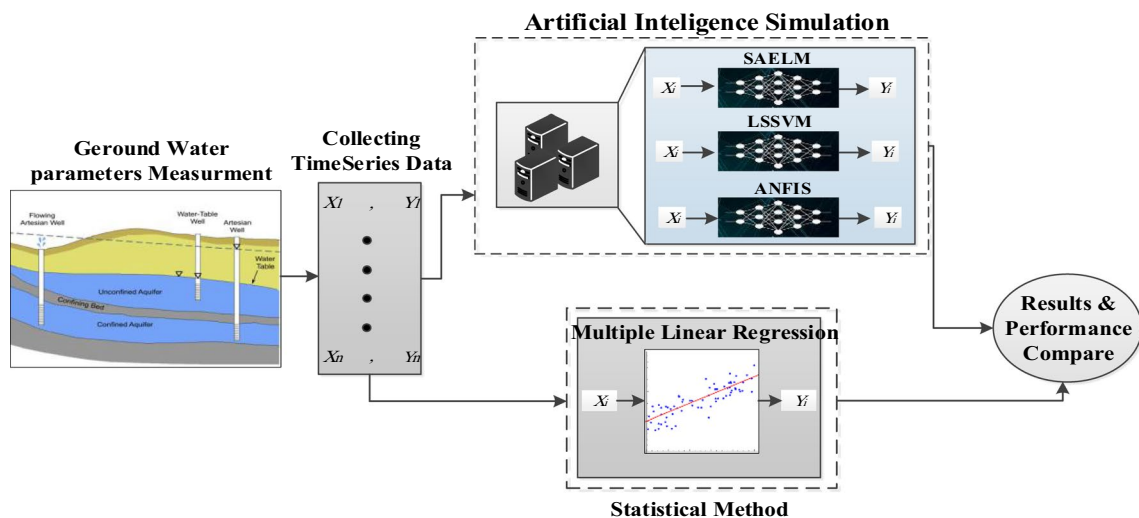 Artificial Inteligence Simulation
SAELM
Xi
Yi
LSSVM
Xi
Yi
ANFIS
Xi
Yi
Geround Water
parameters Measurment
Flowing
Artesian Well
Water-Table
Well
Artesian
Well
Water
Table
Unconfined Aquifer
Confining Bed
Confined Aquifer
Collecting
TimeSeries Data
X1 , Y1
Xn , Yn
Multiple Linear Regression
Xi
Yi
Statistical Method
Results &
Performance
Compare